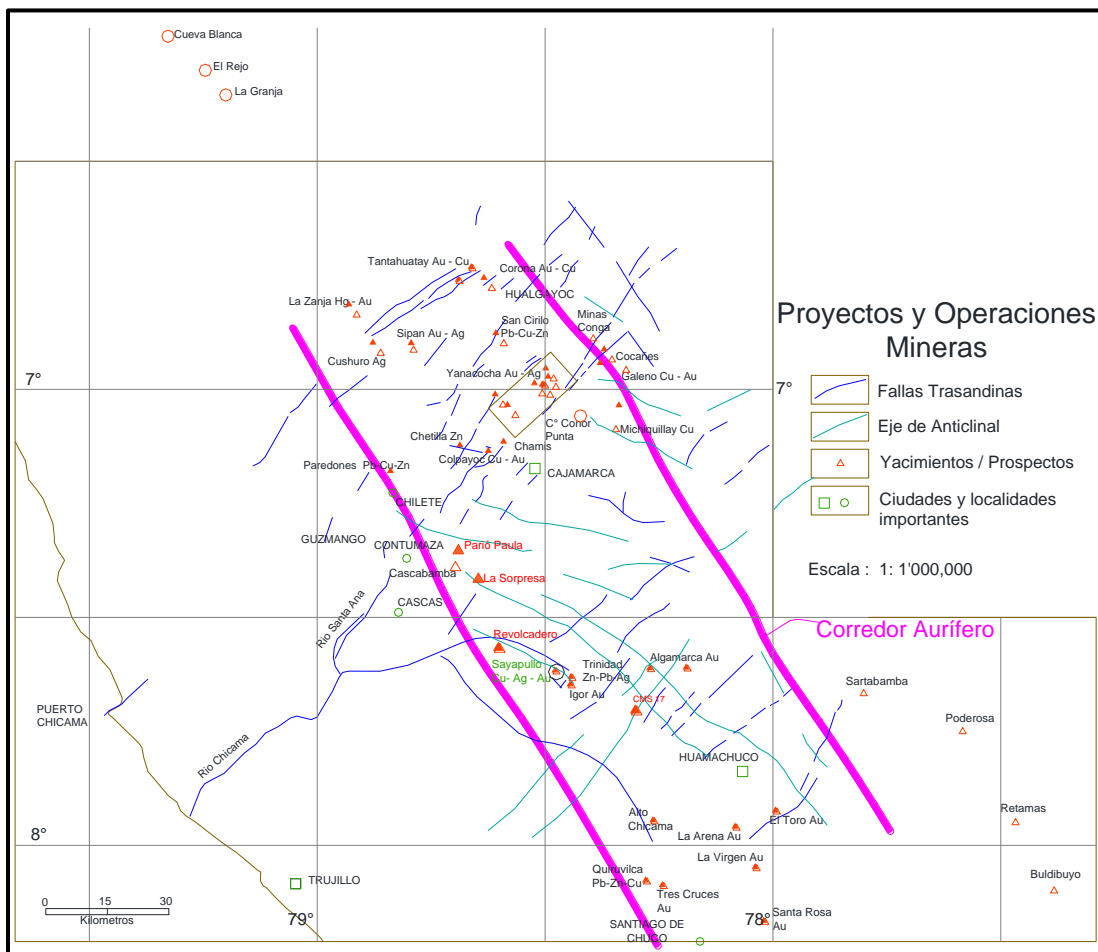 Cueva Blanca
El Rejo
La Granja
Tantahuatay Au - Cu
Corona Au - Cu
HUALGAYOC
La Zanja Hg - Au
San Cirilo
Pb-Cu-Zn
Minas
Conga
Sipan Au - Ag
Cushuro Ag
Cocañes
Yanacocha Au - Ag
Galeno Cu - Au
7°
7°
Proyectos y Operaciones
Mineras
Fallas Trasandinas
Eje de Anticlinal
Yacimientos / Prospectos
Ciudades y localidades
importantes
Escala : 1: 1'000,000
C° Conor
Punta
Michiquillay Cu
Chetilla Zn
Chamis
Colpayoc Cu - Au
Paredones Pb-Cu-Zn
CAJAMARCA
CHILETE
GUZMANGO
CONTUMAZA
Parió Paula
Cascabamba
La Sorpresa
CASCAS
Rio Santa Ana
Corredor Aurífero
Revolcadero
Sayapullo
Cu- Ag - Au
Trinidad
Zn-Pb-Ag
Igor Au
Algamarca Au
CMS 17
Sartabamba
Poderosa
PUERTO
CHICAMA
Rio Chicama
HUAMACHUCO
Retamas
8°
Alto
Chicama
La Arena Au
El Toro Au
La Virgen Au
Quiruvilca
Pb-Zn-Cu
Tres Cruces
Au
Buldibuyo
TRUJILLO
0 15 30
Kilometros
79°
78°
SANTIAGO DE
CHUCO
Santa Rosa
Au